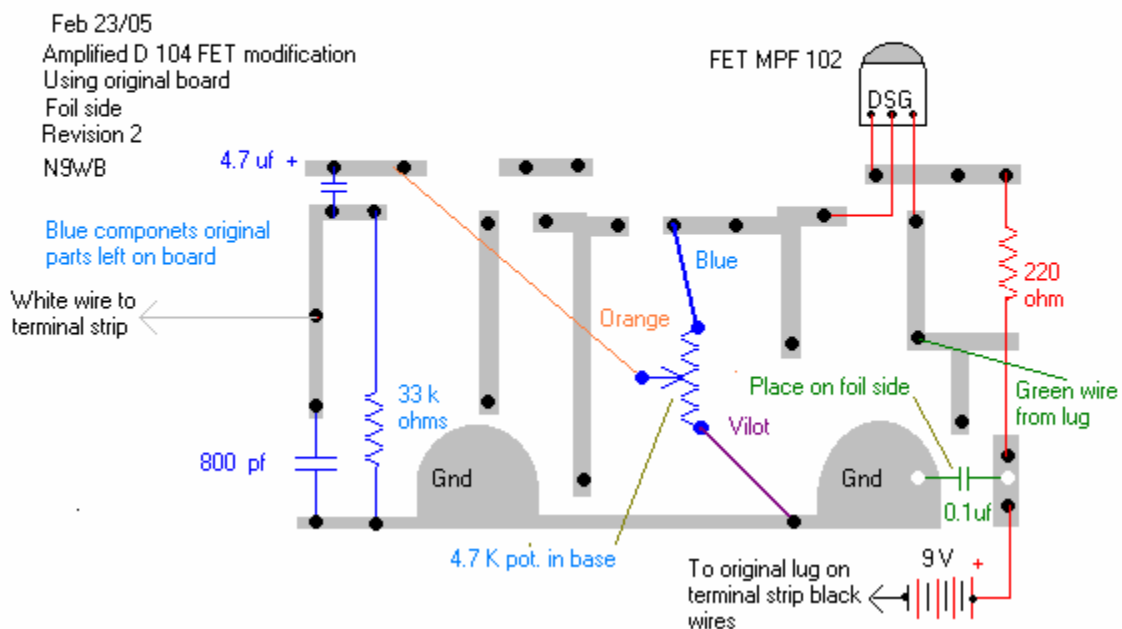 Feb 23/05
Amplified D 104 FET modification
Using original board
Foil side
Revision 2
N9WB
FET MPF 102
DSG
4.7 uf +
Blue componets original
parts left on board
Blue
220
ohm
White wire to
terminal strip
Orange
Place on foil side
Green wire
from lug
33 k
ohms
Vilot
800 pf
Gnd
Gnd
0.1uf
4.7 K pot. in base
9 V +
To original lug on
terminal strip black
wires